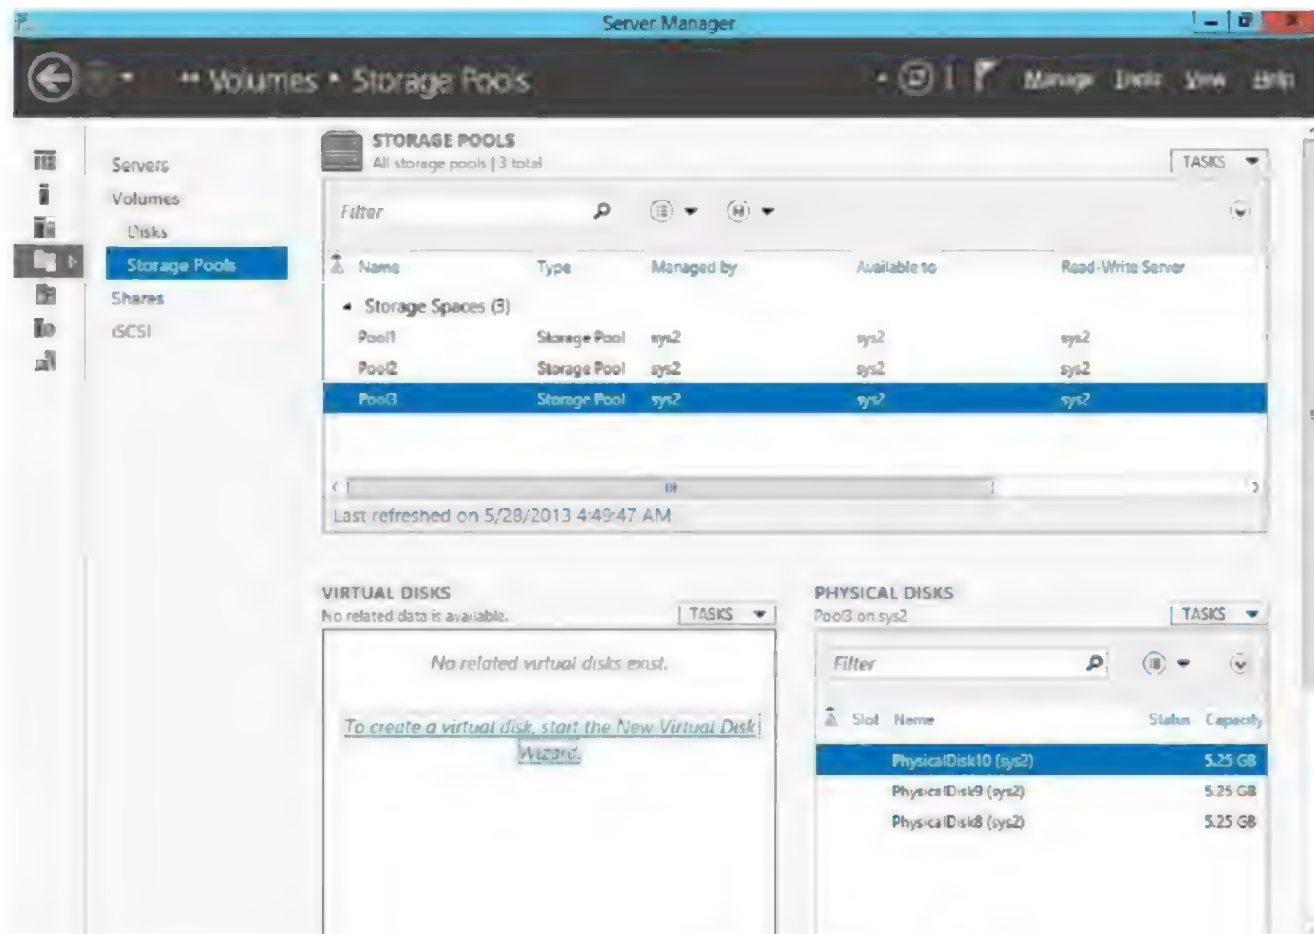 Server Manager
Volumes • Storage Pools
Manage Tools View Help
Servers
Volumes
Disks
Storage Pools
Shares
iSCSI
STORAGE POOLS
All storage pools | 3 total
TASKS
Filter
Name Type Managed by Available to Read-Write Server
Storage Spaces (3)
Pool1 Storage Pool sys2 sys2 sys2
Pool2 Storage Pool sys2 sys2 sys2
Pool3 Storage Pool sys2 sys2 sys2
Last refreshed on 5/28/2013 4:49:47 AM
VIRTUAL DISKS
No related data is available.
TASKS
No related virtual disks exist.
To create a virtual disk, start the New Virtual Disk
Wizard.
PHYSICAL DISKS
Pool3 on sys2
TASKS
Filter
Slot Name Status Capacity
PhysicalDisk10 (sys2) 5.25 GB
PhysicalDisk9 (sys2) 5.25 GB
PhysicalDisk8 (sys2) 5.25 GB